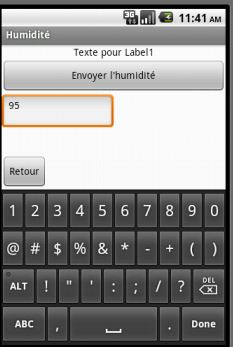 3G 11:41 AM
Humidité
Texte pour Label1
Envoyer l'humidité
95
Retour
1 2 3 4 5 6 7 8 9 0
@ # $ % & * - + ( )
ALT ! " ' : ; / ? DEL
ABC , . Done